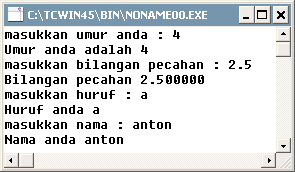 C:\TCWIN45\BIN\NONAME00.EXE
masukkan umur anda : 4
Umur anda adalah 4
masukkan bilangan pecahan : 2.5
Bilangan pecahan 2.500000
masukkan huruf : a
Huruf anda a
masukkan nama : anton
Nama anda anton